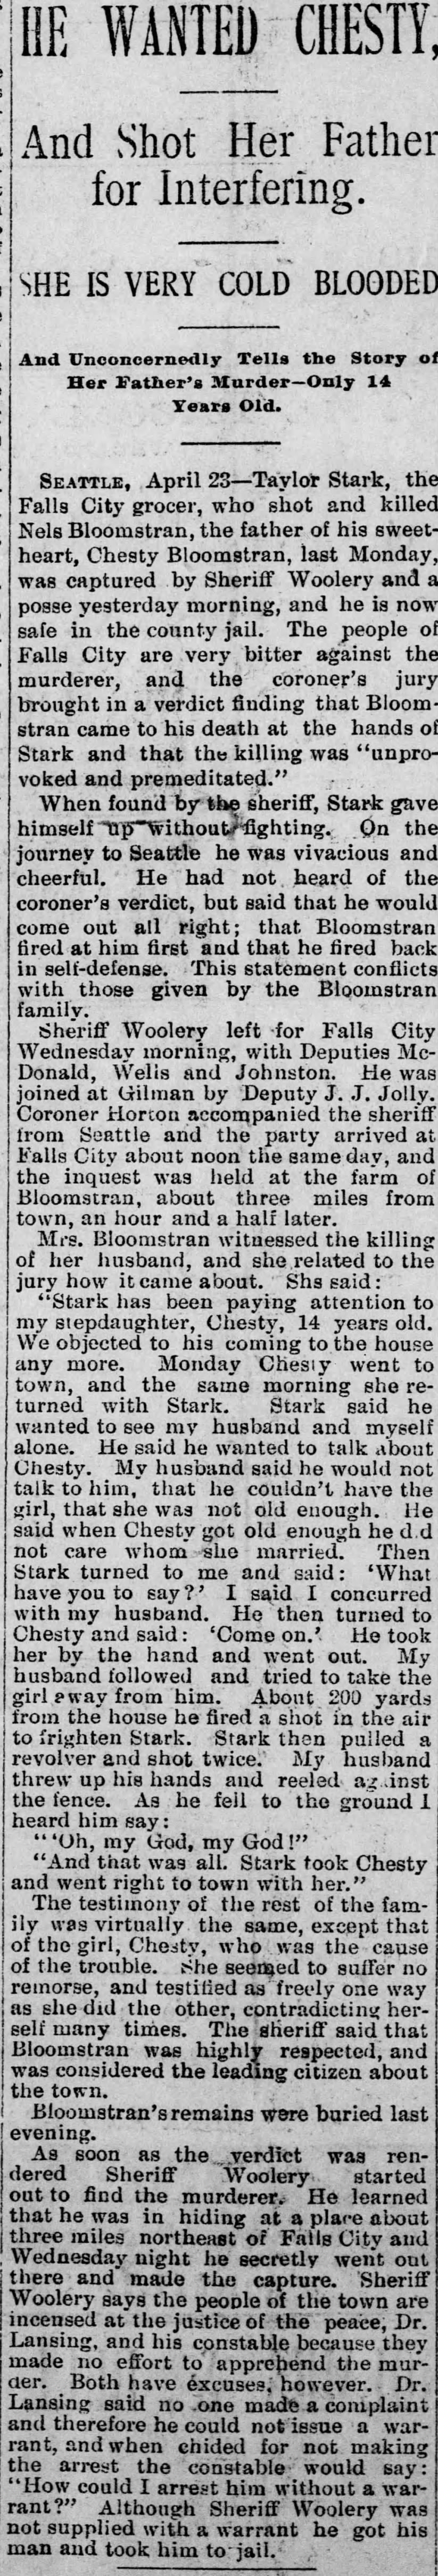 HE WANTED CHESTY,
And Shot Her Father
for Interfering.
SHE IS VERY COLD BLOODED
And Unconcernedly Tells the Story of
Her Father's Murder—Only 14
Years Old.
SEATTLE, April 23—Taylor Stark, the
Falls City grocer, who shot and killed
Nels Bloomstran, the father of his sweet-
heart, Chesty Bloomstran, last Monday,
was captured by Sheriff Woolery and a
posse yesterday morning, and he is now
safe in the county jail. The people of
Falls City are very bitter against the
murderer, and the coroner's jury
brought in a verdict finding that Bloom-
stran came to his death at the hands of
Stark and that the killing was "unpro-
voked and premeditated."
When found by the sheriff, Stark gave
himself up without fighting. On the
journey to Seattle he was vivacious and
cheerful. He had not heard of the
coroner's verdict, but said that he would
come out all right; that Bloomstran
fired at him first and that he fired back
in self-defense. This statement conflicts
with those given by the Bloomstran
family.
Sheriff Woolery left for Falls City
Wednesday morning, with Deputies Mc-
Donald, Wells and Johnston. He was
joined at Gilman by Deputy J. J. Jolly.
Coroner Horton accompanied the sheriff
from Seattle and the party arrived at
Falls City about noon the same day, and
the inquest was held at the farm of
Bloomstran, about three miles from
town, an hour and a half later.
Mrs. Bloomstran witnessed the killing
of her husband, and she related to the
jury how it came about. Shs said:
"Stark has been paying attention to
my stepdaughter, Chesty, 14 years old.
We objected to his coming to the house
any more. Monday Chesty went to
town, and the same morning she re-
turned with Stark. Stark said he
wanted to see my husband and myself
alone. He said he wanted to talk about
Chesty. My husband said he would not
talk to him, that he couldn't have the
girl, that she was not old enough. He
said when Chesty got old enough he d.d
not care whom she married. Then
Stark turned to me and said: 'What
have you to say?' I said I concurred
with my husband. He then turned to
Chesty and said: 'Come on.' He took
her by the hand and went out. My
husband followed and tried to take the
girl away from him. About 200 yards
from the house he fired a shot in the air
to frighten Stark. Stark then pulled a
revolver and shot twice. My husband
threw up his hands and reeled against
the fence. As he fell to the ground I
heard him say:
"'Oh, my God, my God!"
"And that was all. Stark took Chesty
and went right to town with her."
The testimony of the rest of the fam-
ily was virtually the same, except that
of the girl, Chesty, who was the cause
of the trouble. She seemed to suffer no
remorse, and testified as freely one way
as she did the other, contradicting her-
self many times. The sheriff said that
Bloomstran was highly respected, and
was considered the leading citizen about
the town.
Bloomstran's remains were buried last
evening.
As soon as the verdict was ren-
dered Sheriff Woolery started
out to find the murderer. He learned
that he was in hiding at a place about
three miles northeast of Falls City and
Wednesday night he secretly went out
there and made the capture. Sheriff
Woolery says the people of the town are
incensed at the justice of the peace, Dr.
Lansing, and his constable because they
made no effort to apprehend the mur-
der. Both have excuses, however. Dr.
Lansing said no one made a complaint
and therefore he could not issue a war-
rant, and when chided for not making
the arrest the constable would say:
"How could I arrest him without a war-
rant?" Although Sheriff Woolery was
not supplied with a warrant he got his
man and took him to jail.